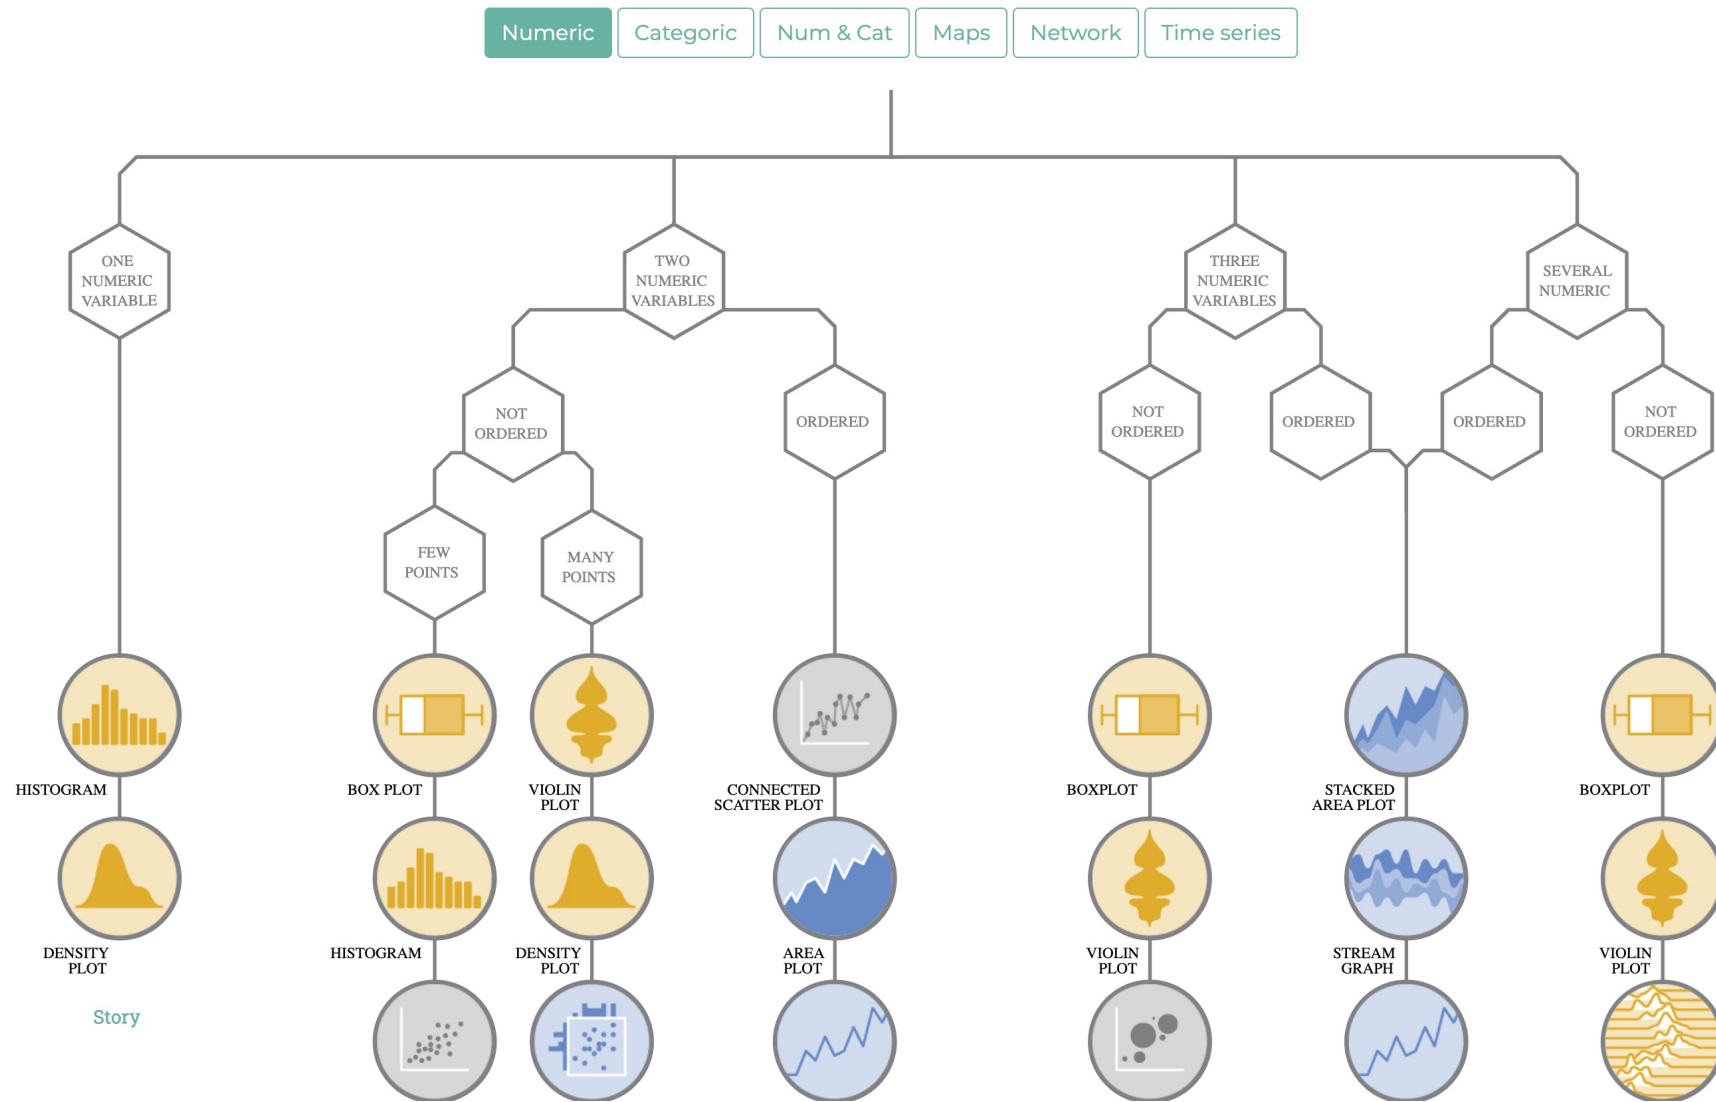 Numeric
Categoric
Num & Cat
Maps
Network
Time series
ONE
NUMERIC
VARIABLE
TWO
NUMERIC
VARIABLES
THREE
NUMERIC
VARIABLES
SEVERAL
NUMERIC
NOT
ORDERED
ORDERED
NOT
ORDERED
ORDERED
ORDERED
NOT
ORDERED
FEW
POINTS
MANY
POINTS
HISTOGRAM
BOX PLOT
VIOLIN
PLOT
CONNECTED
SCATTER PLOT
BOXPLOT
STACKED
AREA PLOT
BOXPLOT
DENSITY
PLOT
HISTOGRAM
DENSITY
PLOT
AREA
PLOT
VIOLIN
PLOT
STREAM
GRAPH
VIOLIN
PLOT
Story